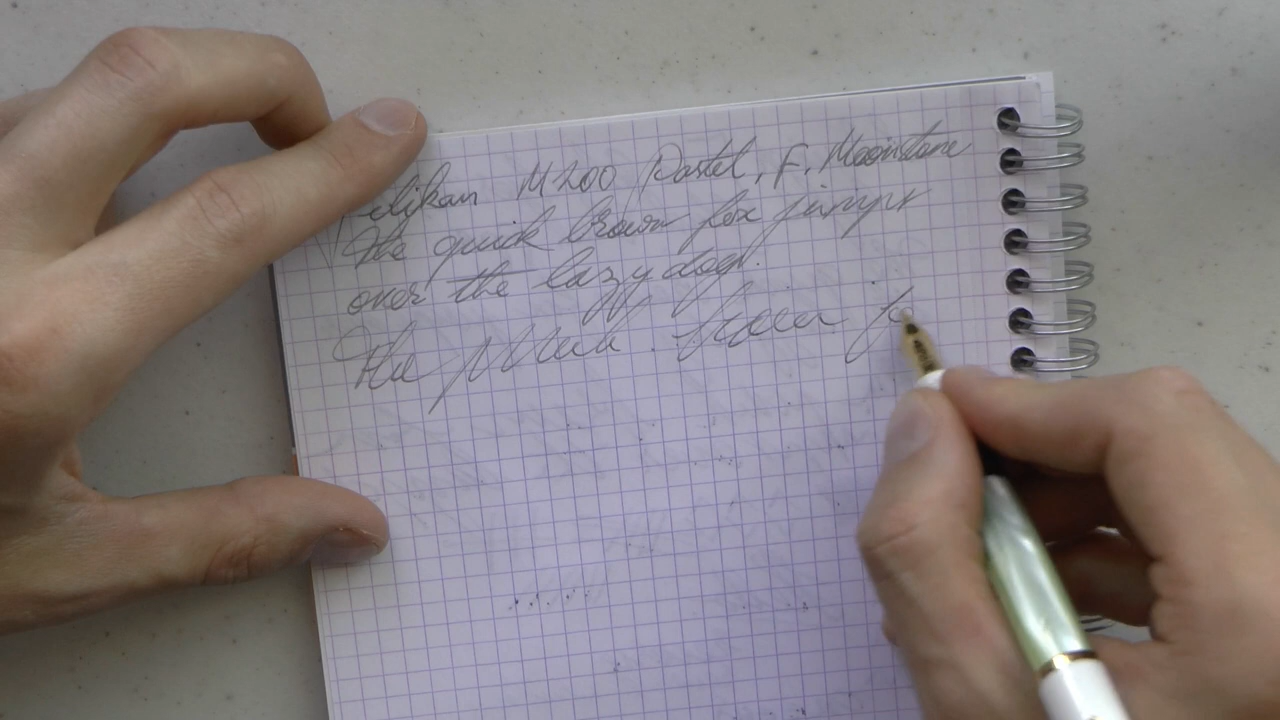 Pelikan M200 Pastel, F, Moonstone
The quick brown fox jumps
over the lazy dog.
The